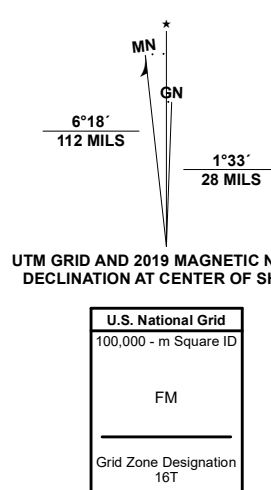 ★
MN
GN
6°18´
112 MILS
1°33´
28 MILS
UTM GRID AND 2019 MAGNETIC N
DECLINATION AT CENTER OF SH
U.S. National Grid
100,000 - m Square ID
FM
Grid Zone Designation
16T